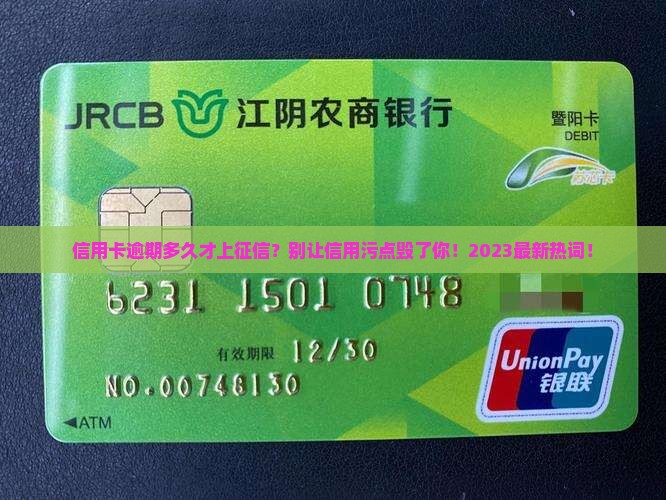 JRCB 江阴农商银行
暨阳卡
DEBIT
信用卡逾期多久才上征信？别让信用污点毁了你！2023最新热词！
6231 1501 0748
有效期限 12/30
UnionPay
银联
◀ATM